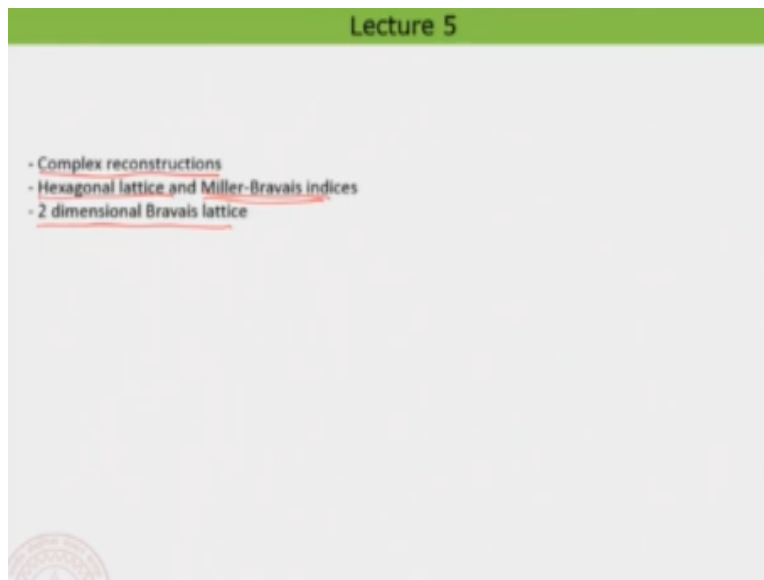 Lecture 5
- Complex reconstructions
- Hexagonal lattice and Miller-Bravais indices
- 2 dimensional Bravais lattice